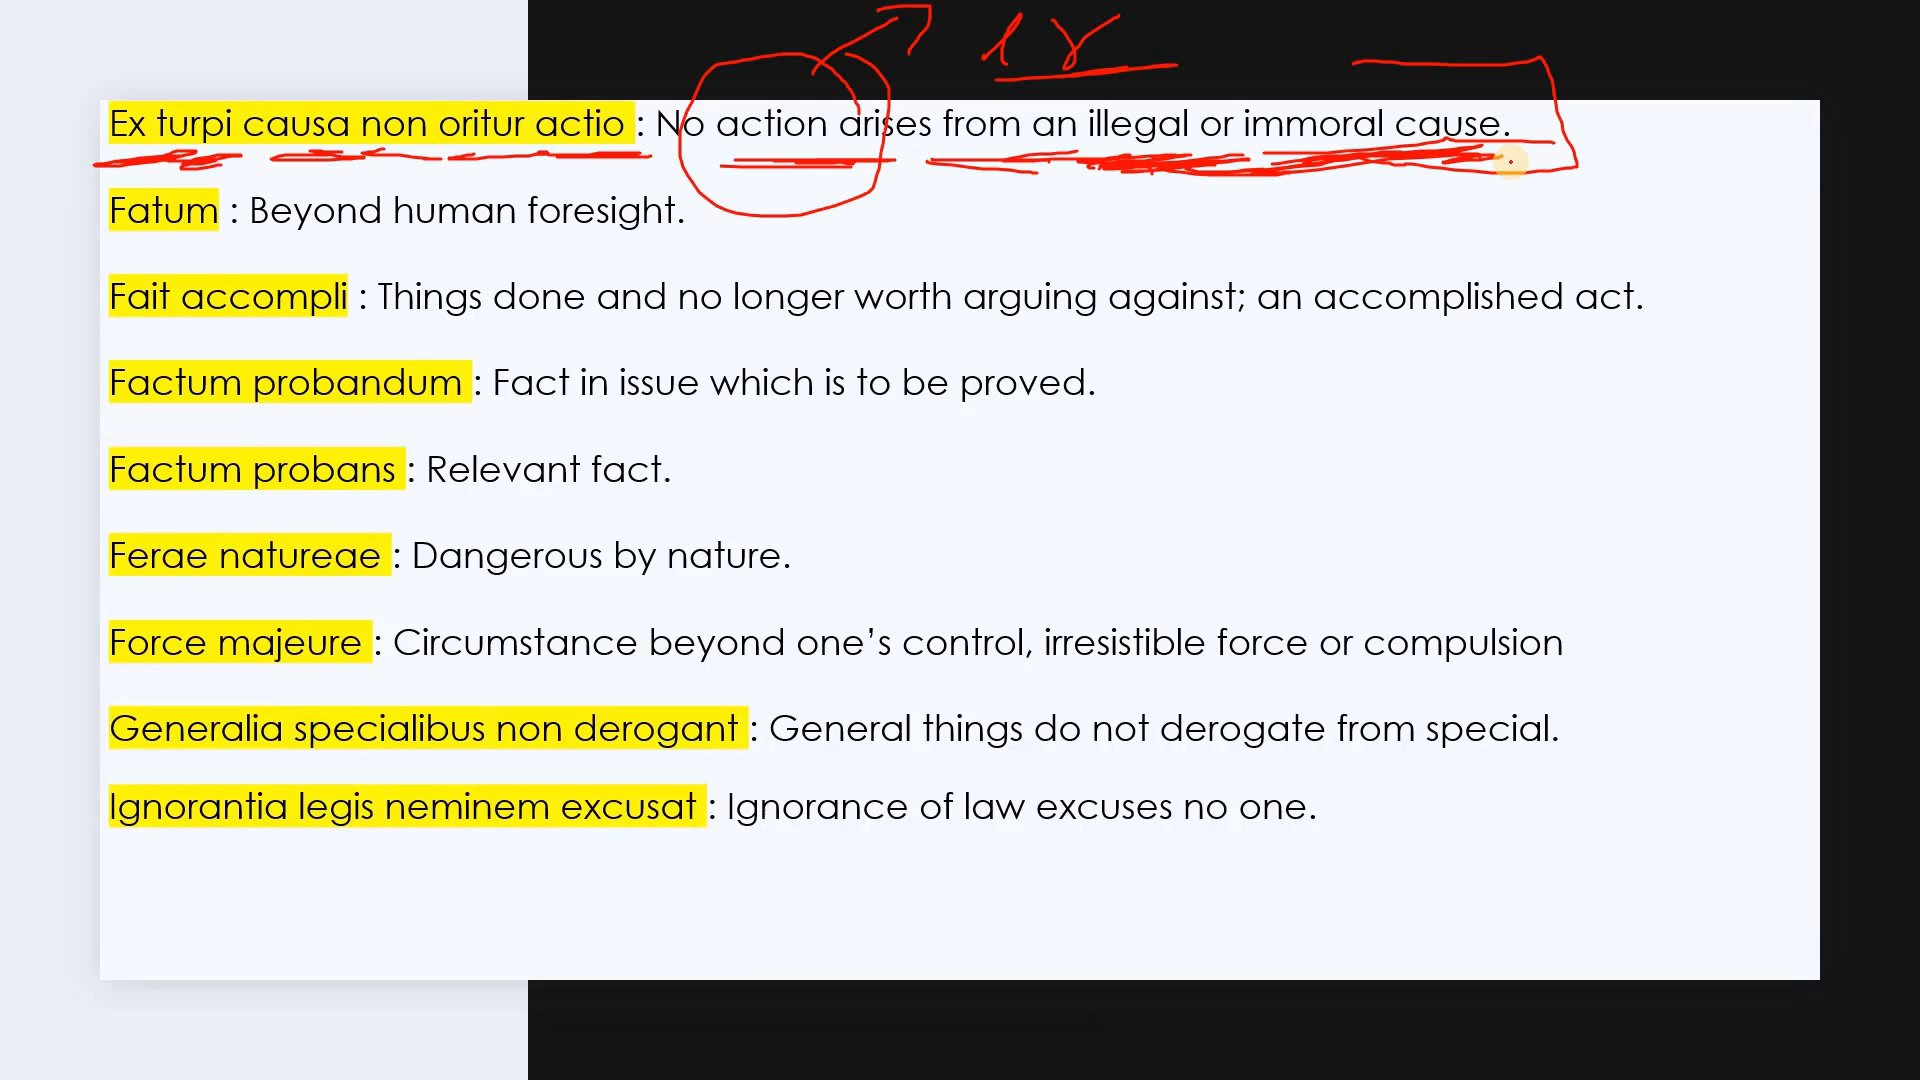 Ex turpi causa non oritur actio : No action arises from an illegal or immoral cause.
Fatum : Beyond human foresight.
Fait accompli : Things done and no longer worth arguing against; an accomplished act.
Factum probandum : Fact in issue which is to be proved.
Factum probans : Relevant fact.
Ferae natureae : Dangerous by nature.
Force majeure : Circumstance beyond one’s control, irresistible force or compulsion
Generalia specialibus non derogant : General things do not derogate from special.
Ignorantia legis neminem excusat : Ignorance of law excuses no one.